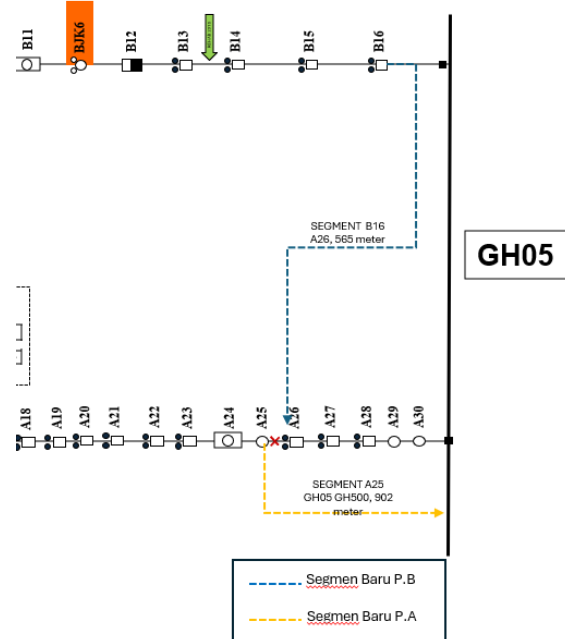 B11
BJK6
B12
B13
B14
B15
B16
SEGMENT B16
A26, 565 meter
GH05
A18
A19
A20
A21
A22
A23
A24
A25
A26
A27
A28
A29
A30
SEGMENT A25
GH05 GH500, 902
meter
Segmen Baru P.B
Segmen Baru P.A